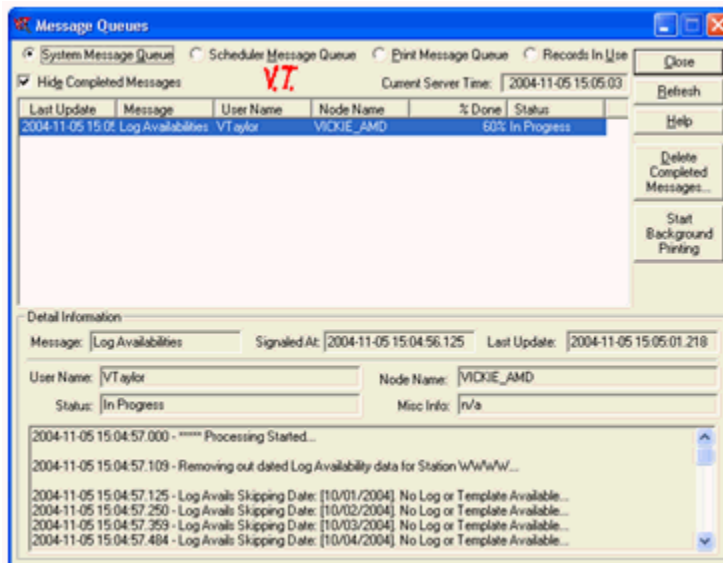 Message Queues
System Message Queue Scheduler Message Queue Print Message Queue Records In Use
Close
V.T.
Hide Completed Messages Current Server Time: 2004-11-05 15:05:03
Refresh
Last Update Message User Name Node Name % Done Status
Help
2004-11-05 15:05 Log Availabilities VTaylor VICKIE_AMD 60% In Progress
Delete
Completed
Messages...
Start
Background
Printing
Detail Information
Message: Log Availabilities Signaled At: 2004-11-05 15:04:56.125 Last Update: 2004-11-05 15:05:01.218
User Name: VTaylor Node Name: VICKIE_AMD
Status: In Progress Misc Info: n/a
2004-11-05 15:04:57.000 - ***** Processing Started...
2004-11-05 15:04:57.109 - Removing out dated Log Availability data for Station WWWW...
2004-11-05 15:04:57.125 - Log Avails Skipping Date: [10/01/2004]. No Log or Template Available...
2004-11-05 15:04:57.250 - Log Avails Skipping Date: [10/02/2004]. No Log or Template Available...
2004-11-05 15:04:57.359 - Log Avails Skipping Date: [10/03/2004]. No Log or Template Available...
2004-11-05 15:04:57.484 - Log Avails Skipping Date: [10/04/2004]. No Log or Template Available...